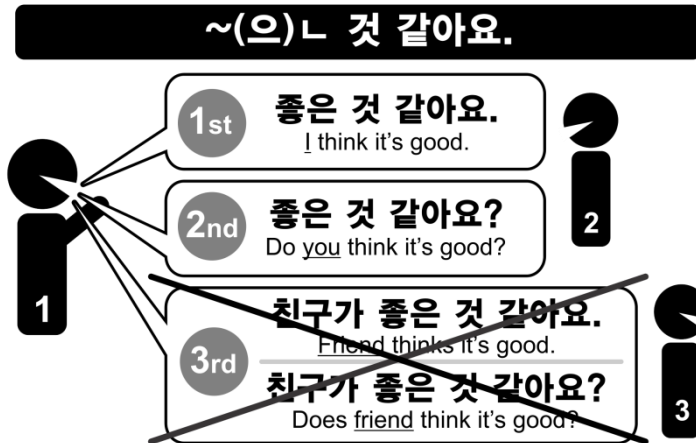 ~(으)ㄴ 것 같아요.
1st
좋은 것 같아요.
I think it's good.
2nd
좋은 것 같아요?
Do you think it's good?
3rd
친구가 좋은 것 같아요.
Friend thinks it's good.
친구가 좋은 것 같아요?
Does friend think it's good?
1
2
3